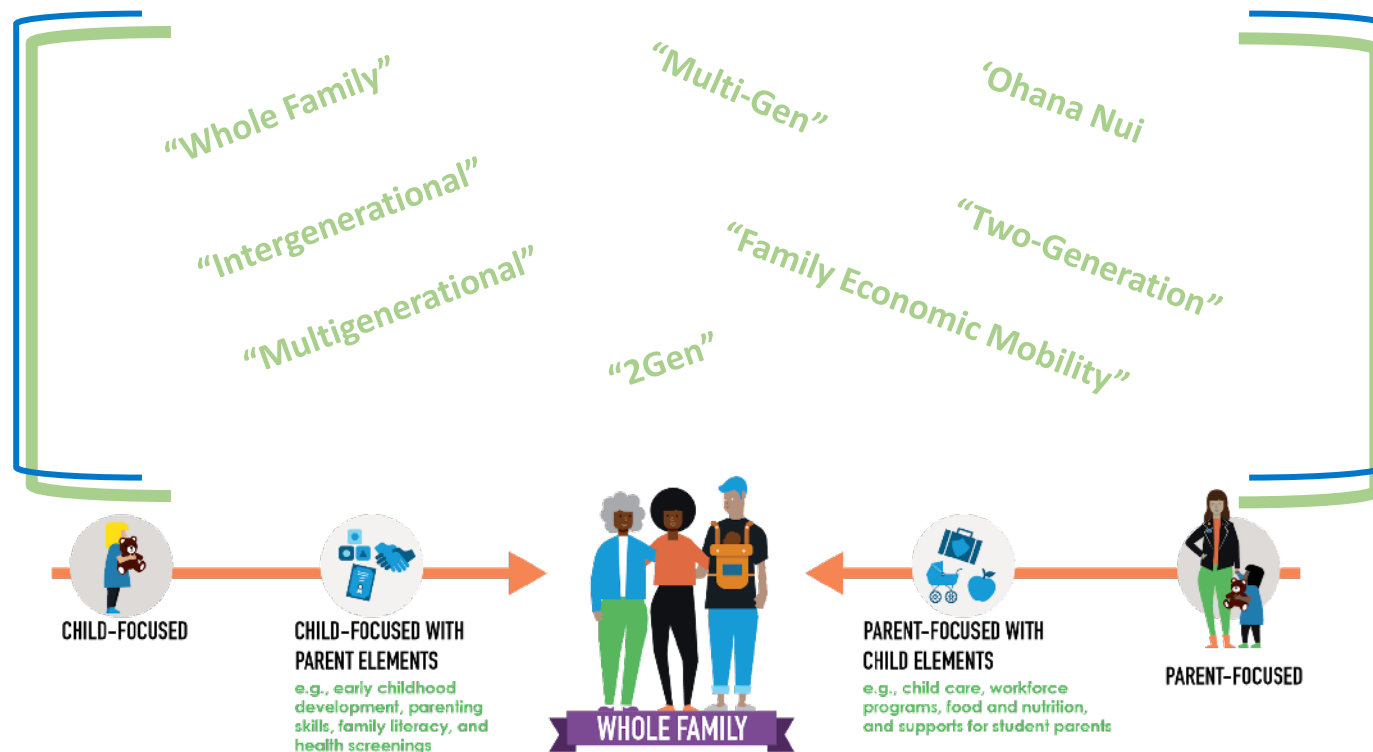 “Whole Family”
“Multi-Gen”
‘Ohana Nui
“Intergenerational”
“Two-Generation”
“Multigenerational”
“Family Economic Mobility”
“2Gen”
CHILD-FOCUSED
CHILD-FOCUSED WITH
PARENT ELEMENTS
e.g., early childhood
development, parenting
skills, family literacy, and
health screenings
WHOLE FAMILY
PARENT-FOCUSED WITH
CHILD ELEMENTS
e.g., child care, workforce
programs, food and nutrition,
and supports for student parents
PARENT-FOCUSED